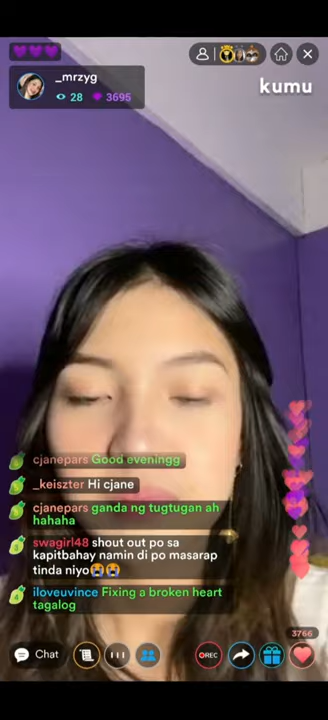 _mrzyg
28 3695
kumu
cjanepars Good eveningg
_keiszter Hi cjane
cjanepars ganda ng tugtugan ah
hahaha
swagirl48 shout out po sa
kapitbahay namin di po masarap
tinda niyo😭😭
iloveuvince Fixing a broken heart
tagalog
3766
Chat
REC